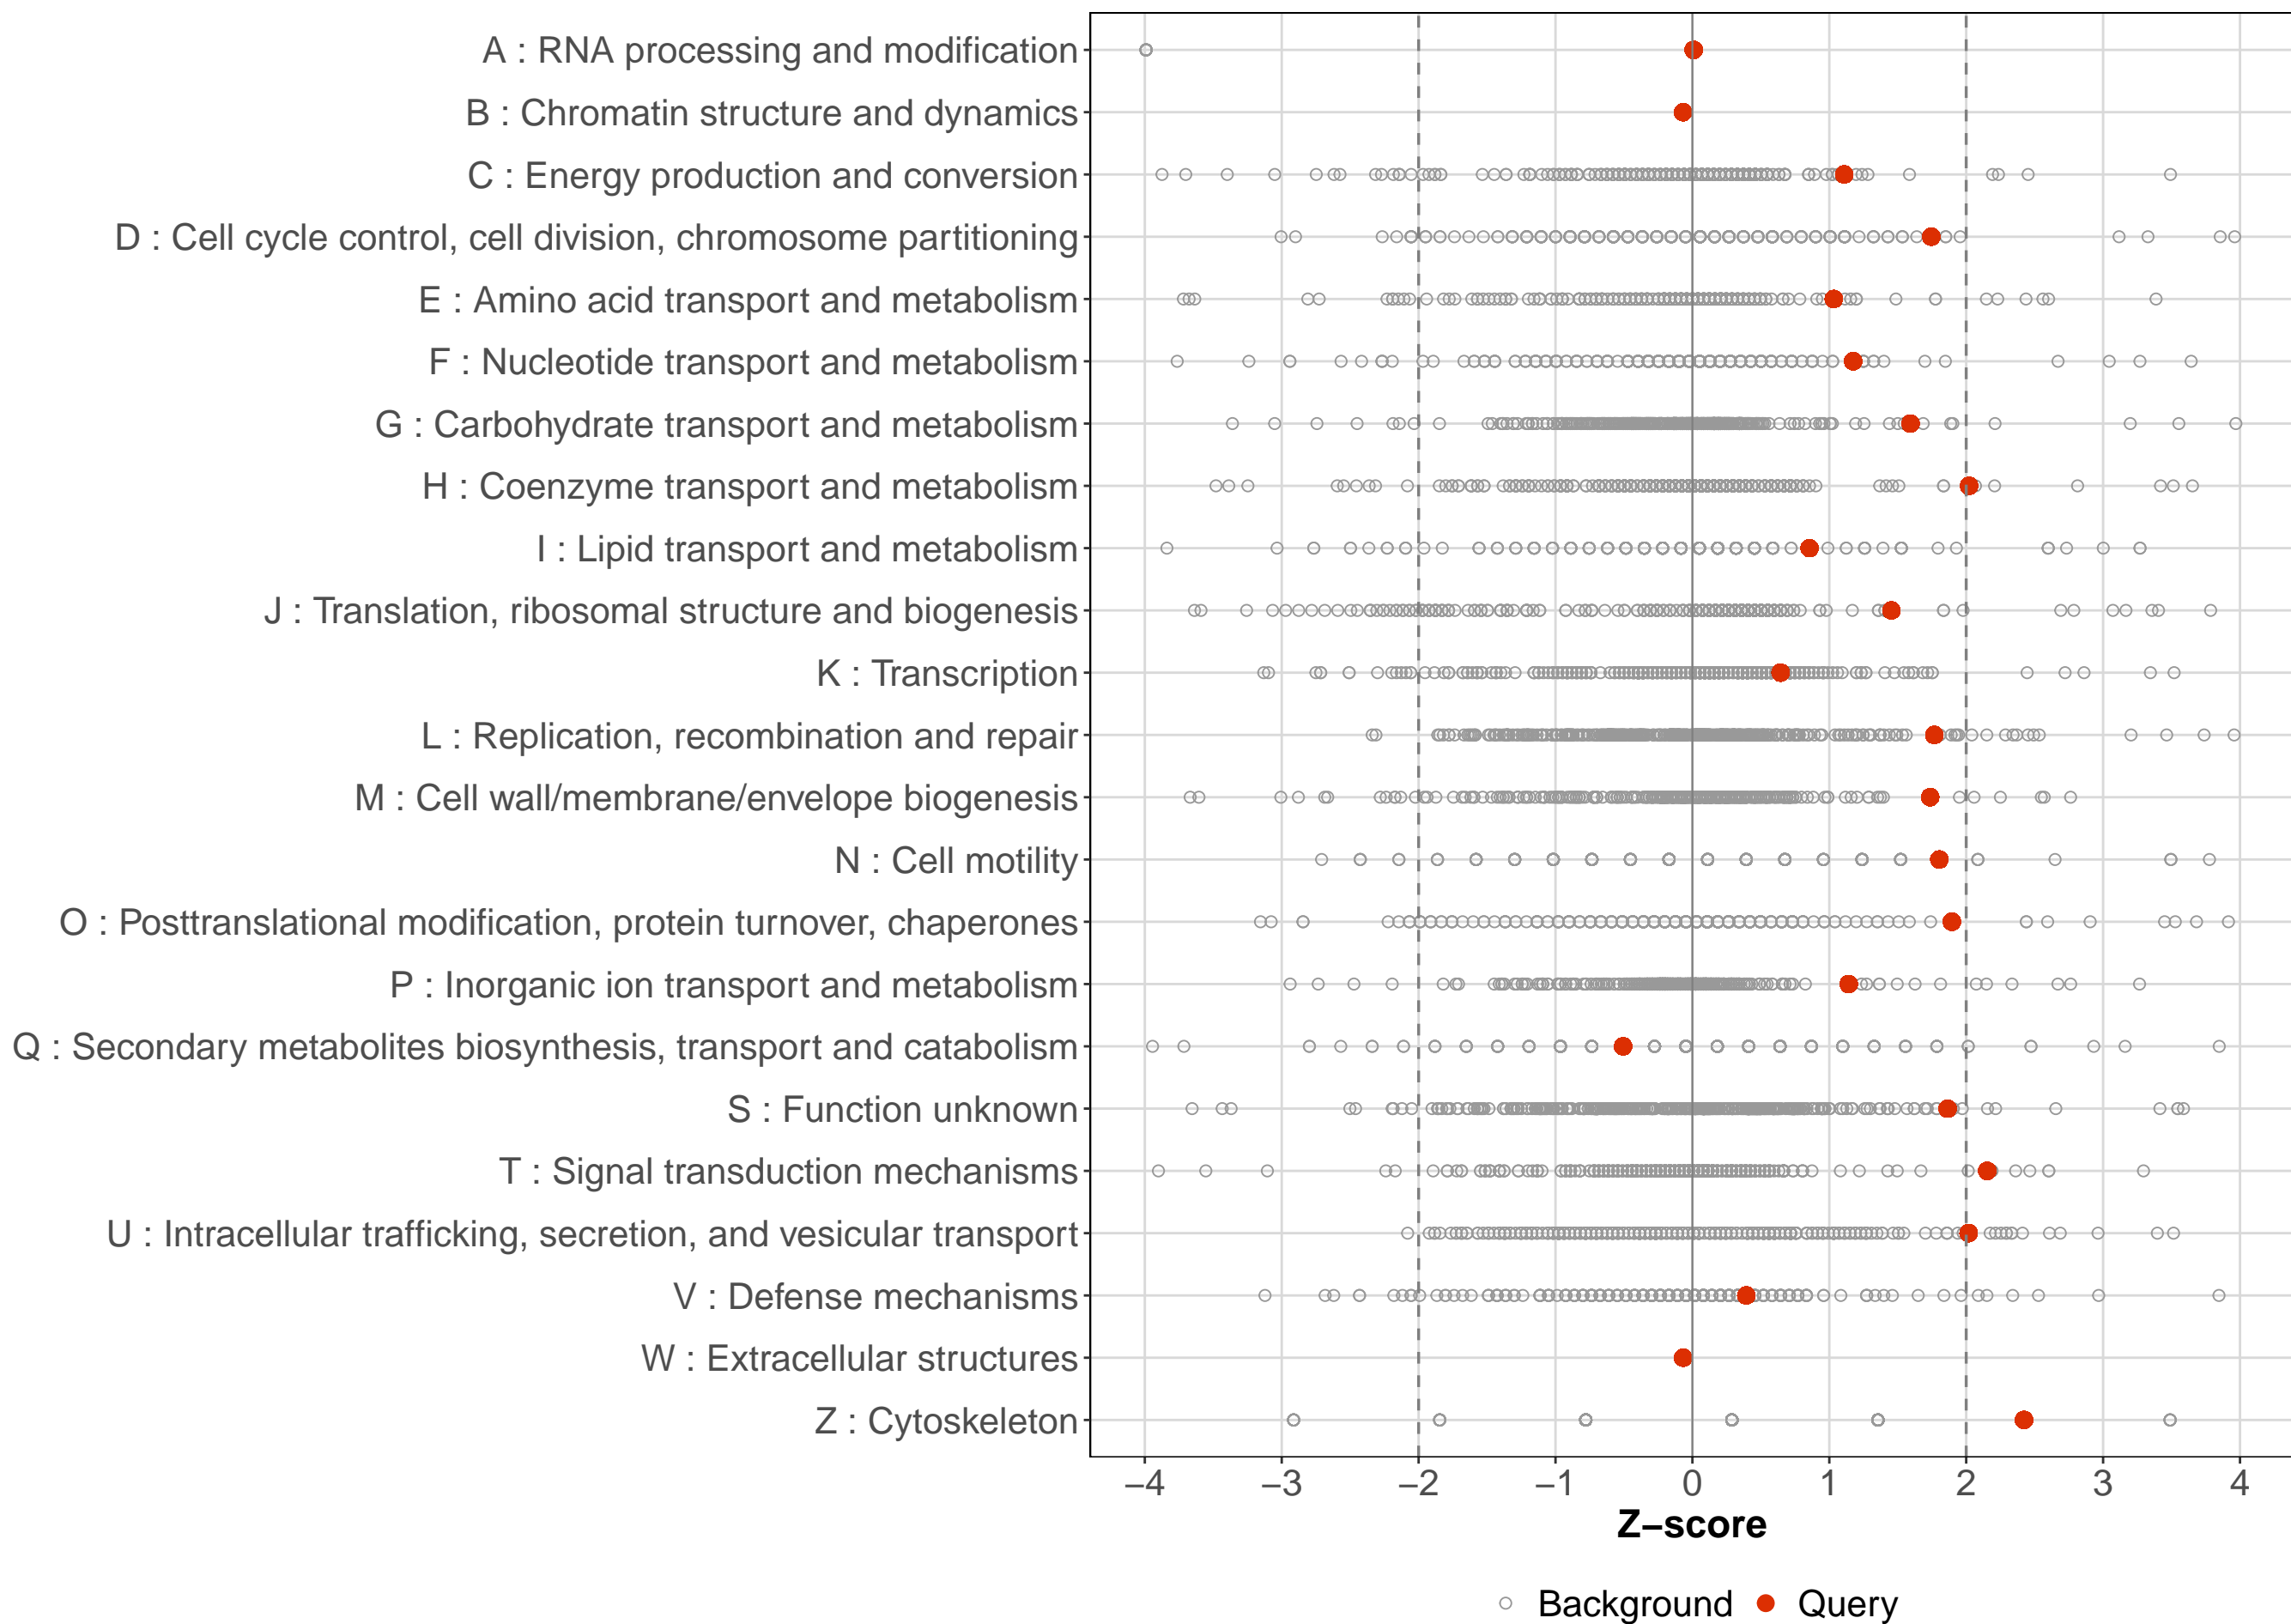 A : RNA processing and modification
B : Chromatin structure and dynamics
C : Energy production and conversion
D : Cell cycle control, cell division, chromosome partitioning
E : Amino acid transport and metabolism
F : Nucleotide transport and metabolism
G : Carbohydrate transport and metabolism
H : Coenzyme transport and metabolism
I : Lipid transport and metabolism
J : Translation, ribosomal structure and biogenesis
K : Transcription
L : Replication, recombination and repair
M : Cell wall/membrane/envelope biogenesis
N : Cell motility
O : Posttranslational modification, protein turnover, chaperones
P : Inorganic ion transport and metabolism
Q : Secondary metabolites biosynthesis, transport and catabolism
S : Function unknown
T : Signal transduction mechanisms
U : Intracellular trafficking, secretion, and vesicular transport
V : Defense mechanisms
W : Extracellular structures
Z : Cytoskeleton
−4 −3 −2 −1 0 1 2 3 4
Z−score
Background Query